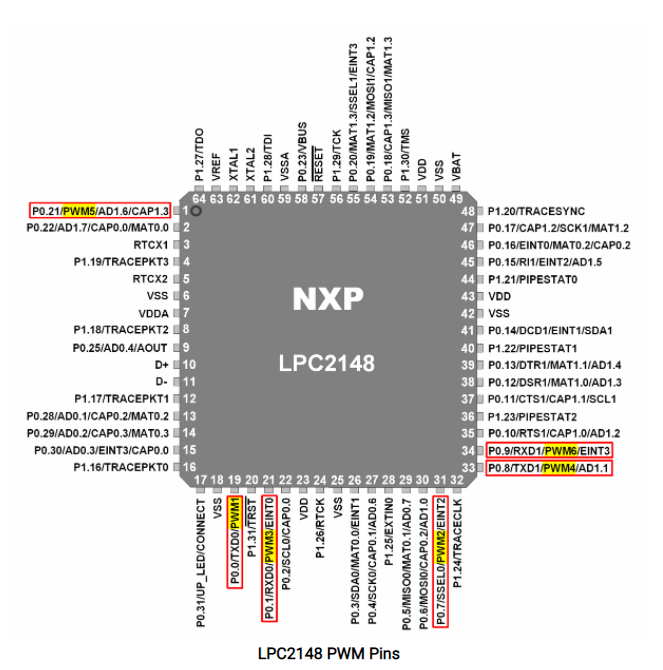 P1.27/TDO
VREF
XTAL1
XTAL2
P1.28/TDI
VSSA
P0.23/VBUS
RESET
P1.29/TCK
P0.20/MAT1.3/SSEL1/EINT3
P0.19/MAT1.2/MOSI1/CAP1.2
P0.18/CAP1.3/MISO1/MAT1.3
P1.30/TMS
VDD
VSS
VBAT
64 63 62 61 60 59 58 57 56 55 54 53 52 51 50 49
P0.21/PWM5/AD1.6/CAP1.3 1
P0.22/AD1.7/CAP0.0/MAT0.0 2
RTCX1 3
P1.19/TRACEPKT3 4
RTCX2 5
VSS 6
VDDA 7
P1.18/TRACEPKT2 8
P0.25/AD0.4/AOUT 9
D+ 10
D- 11
P1.17/TRACEPKT1 12
P0.28/AD0.1/CAP0.2/MAT0.2 13
P0.29/AD0.2/CAP0.3/MAT0.3 14
P0.30/AD0.3/EINT3/CAP0.0 15
P1.16/TRACEPKT0 16
NXP
LPC2148
48 P1.20/TRACESYNC
47 P0.17/CAP1.2/SCK1/MAT1.2
46 P0.16/EINT0/MAT0.2/CAP0.2
45 P0.15/RI1/EINT2/AD1.5
44 P1.21/PIPESTAT0
43 VDD
42 VSS
41 P0.14/DCD1/EINT1/SDA1
40 P1.22/PIPESTAT1
39 P0.13/DTR1/MAT1.1/AD1.4
38 P0.12/DSR1/MAT1.0/AD1.3
37 P0.11/CTS1/CAP1.1/SCL1
36 P1.23/PIPESTAT2
35 P0.10/RTS1/CAP1.0/AD1.2
34 P0.9/RXD1/PWM6/EINT3
33 P0.8/TXD1/PWM4/AD1.1
17 18 19 20 21 22 23 24 25 26 27 28 29 30 31 32
P0.31/UP_LED/CONNECT
VSS
P0.0/TXD0/PWM1
P1.31/TRST
P0.1/RXD0/PWM3/EINT0
P0.2/SCL0/CAP0.0
VDD
P1.26/RTCK
VSS
P0.3/SDA0/MAT0.0/EINT1
P0.4/SCK0/CAP0.1/AD0.6
P1.25/EXTIN0
P0.5/MISO0/MAT0.1/AD0.7
P0.6/MOSI0/CAP0.2/AD1.0
P0.7/SSEL0/PWM2/EINT2
P1.24/TRACECLK
LPC2148 PWM Pins